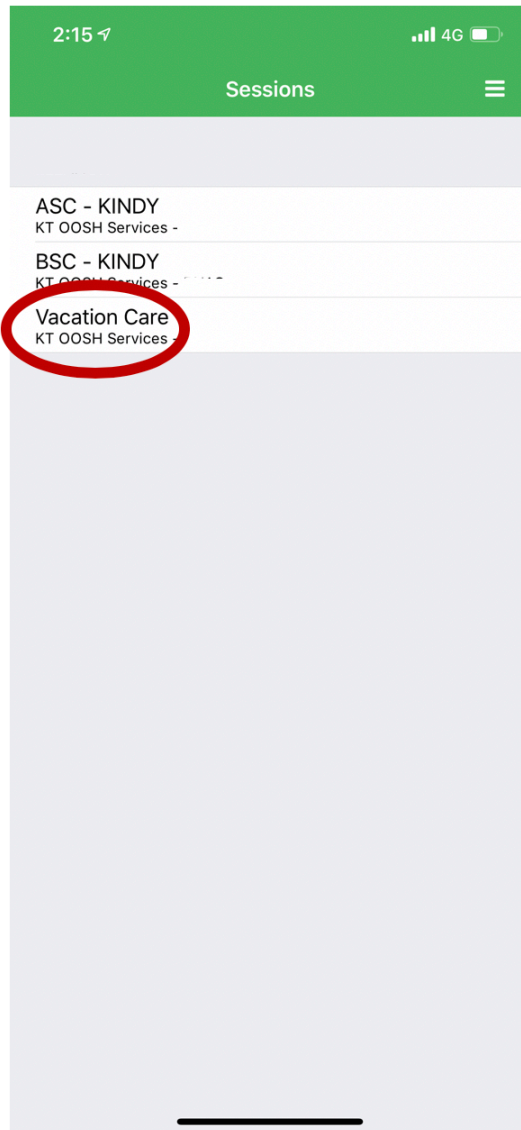 2:15 4G
Sessions
ASC - KINDY
KT OOSH Services -
BSC - KINDY
KT OOSH Services -
Vacation Care
KT OOSH Services -